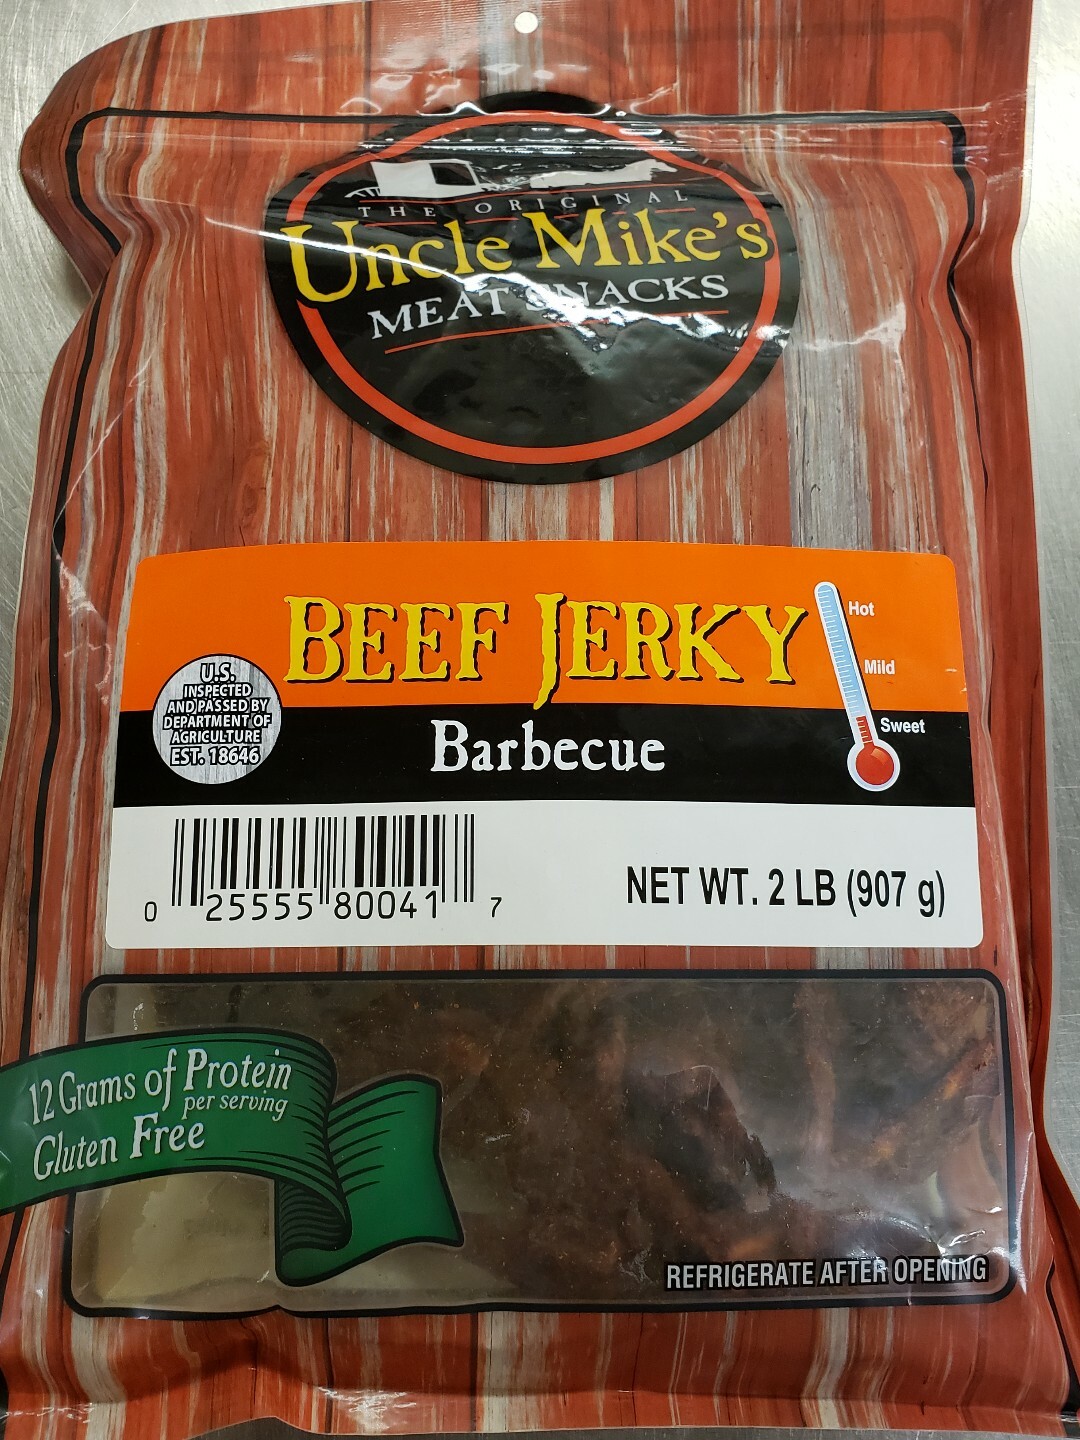 THE ORIGINAL
Uncle Mike's
MEAT SNACKS
BEEF JERKY
Hot
Mild
Sweet
U.S.
INSPECTED
AND PASSED BY
DEPARTMENT OF
AGRICULTURE
EST. 18646
Barbecue
0 25555 80041 7
NET WT. 2 LB (907 g)
12 Grams of Protein
per serving
Gluten Free
REFRIGERATE AFTER OPENING